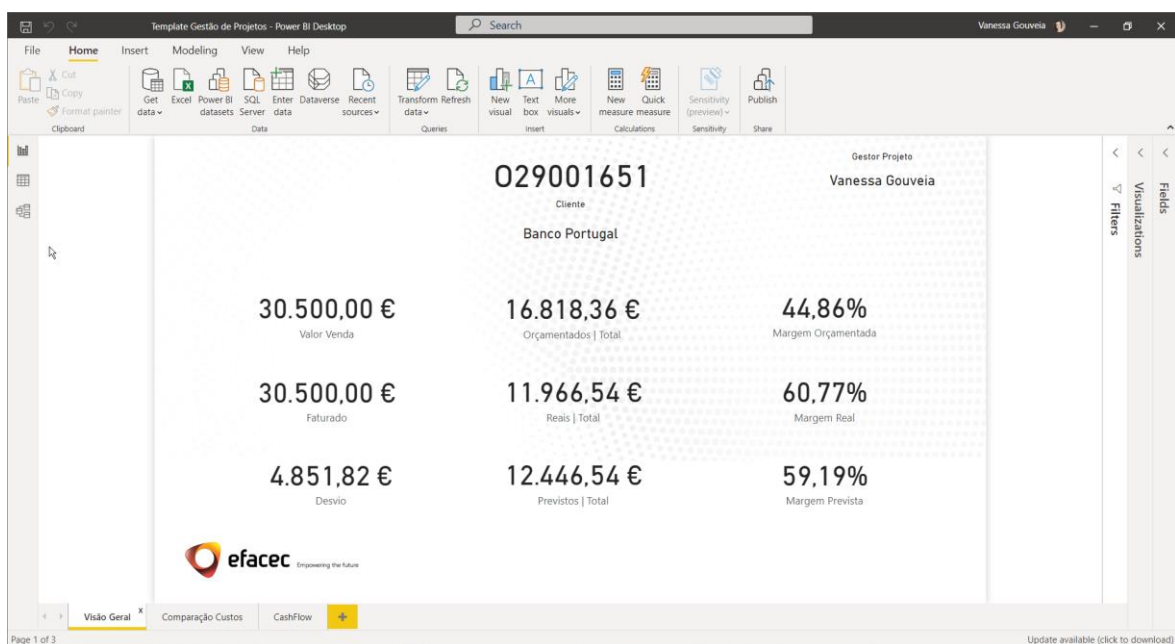 Template Gestão de Projetos - Power BI Desktop
Search
Vanessa Gouveia
File Home Insert Modeling View Help
Paste
Cut
Copy
Format painter
Clipboard
Get data
Excel
Power BI datasets
SQL Server
Enter data
Dataverse
Recent sources
Data
Transform data
Refresh
Queries
New visual
Text box
More visuals
Insert
New measure
Quick measure
Calculations
Sensitivity (preview)
Sensitivity
Publish
Share
O29001651
Cliente
Banco Portugal
Gestor Projeto
Vanessa Gouveia
30.500,00 €
Valor Venda
16.818,36 €
Orçamentados | Total
44,86%
Margem Orçamentada
30.500,00 €
Faturado
11.966,54 €
Reais | Total
60,77%
Margem Real
4.851,82 €
Desvio
12.446,54 €
Previstos | Total
59,19%
Margem Prevista
efacec Empowering the future
Filters
Visualizations
Fields
Visão Geral x
Comparação Custos
CashFlow
+
Page 1 of 3
Update available (click to download)